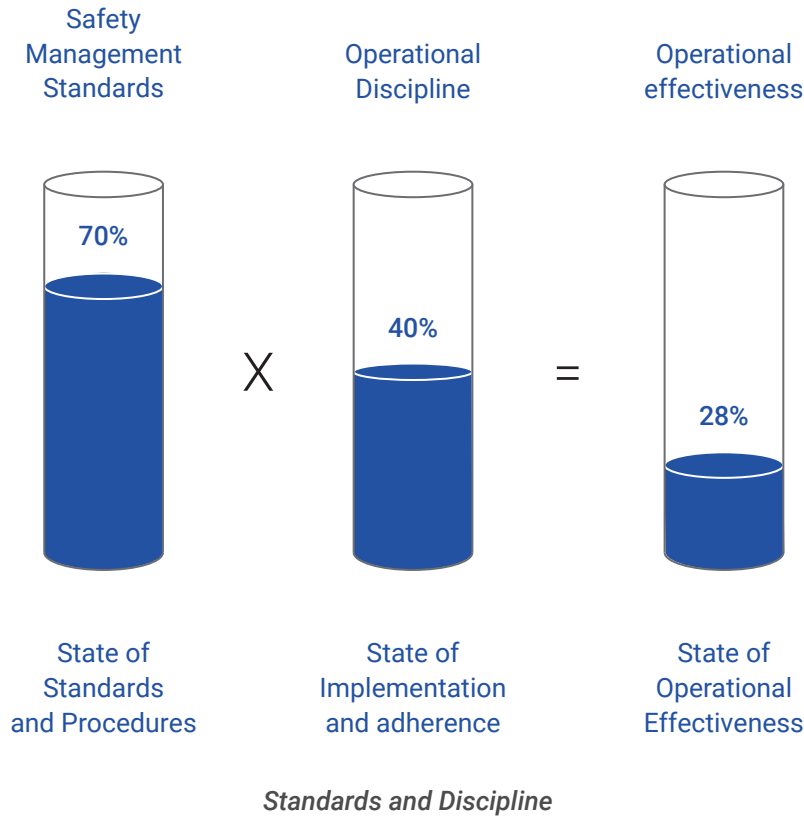 Safety
Management
Standards
Operational
Discipline
Operational
effectiveness
70%
X
40%
=
28%
State of
Standards
and Procedures
State of
Implementation
and adherence
State of
Operational
Effectiveness
Standards and Discipline